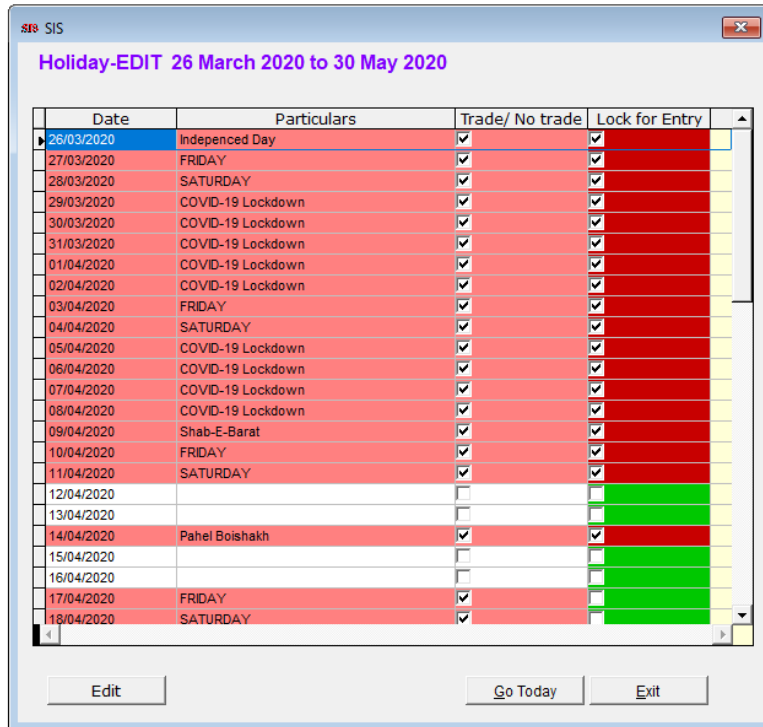 SIS SIS
Holiday-EDIT 26 March 2020 to 30 May 2020
Date Particulars Trade/ No trade Lock for Entry
26/03/2020 Indepenced Day
27/03/2020 FRIDAY
28/03/2020 SATURDAY
29/03/2020 COVID-19 Lockdown
30/03/2020 COVID-19 Lockdown
31/03/2020 COVID-19 Lockdown
01/04/2020 COVID-19 Lockdown
02/04/2020 COVID-19 Lockdown
03/04/2020 FRIDAY
04/04/2020 SATURDAY
05/04/2020 COVID-19 Lockdown
06/04/2020 COVID-19 Lockdown
07/04/2020 COVID-19 Lockdown
08/04/2020 COVID-19 Lockdown
09/04/2020 Shab-E-Barat
10/04/2020 FRIDAY
11/04/2020 SATURDAY
12/04/2020
13/04/2020
14/04/2020 Pahel Boishakh
15/04/2020
16/04/2020
17/04/2020 FRIDAY
18/04/2020 SATURDAY
Edit Go Today Exit